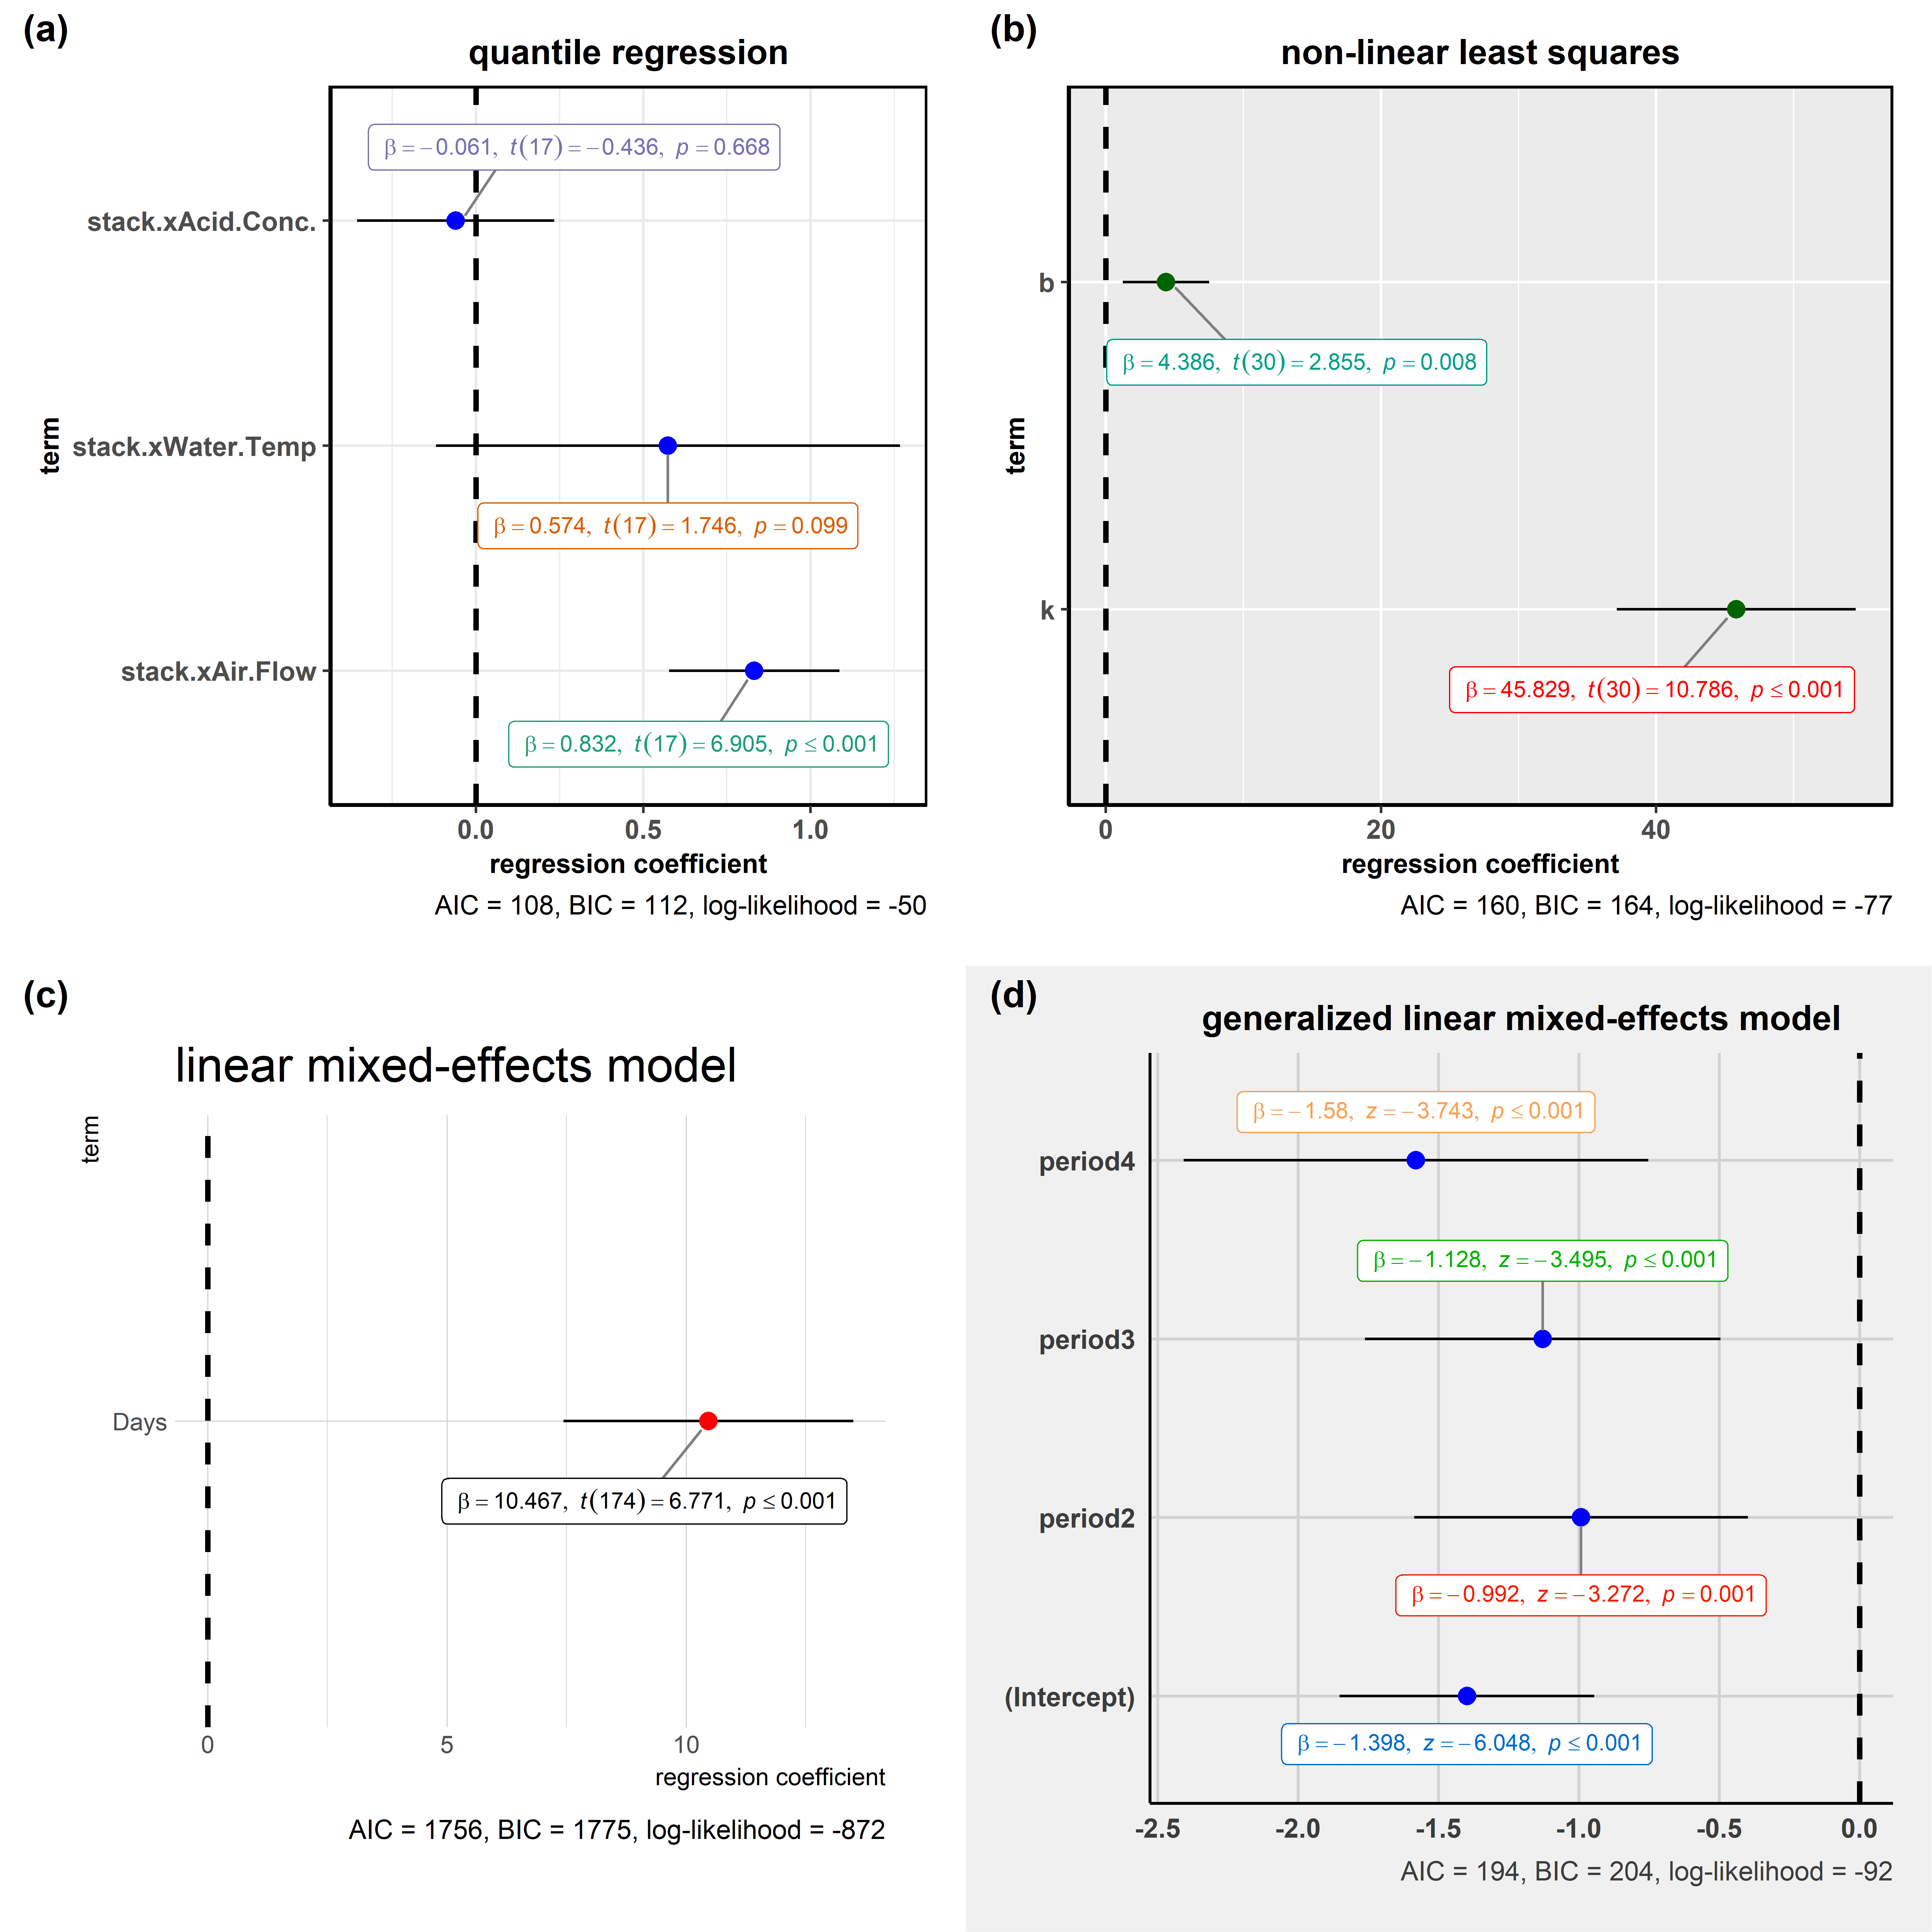 (a)
quantile regression
β = −0.061, t(17) = −0.436, p = 0.668
stack.xAcid.Conc.
term
stack.xWater.Temp
β = 0.574, t(17) = 1.746, p = 0.099
stack.xAir.Flow
β = 0.832, t(17) = 6.905, p ≤ 0.001
0.0 0.5 1.0
regression coefficient
AIC = 108, BIC = 112, log-likelihood = -50
(b)
non-linear least squares
b
β = 4.386, t(30) = 2.855, p = 0.008
term
k
β = 45.829, t(30) = 10.786, p ≤ 0.001
0 20 40
regression coefficient
AIC = 160, BIC = 164, log-likelihood = -77
(c)
linear mixed-effects model
term
Days
β = 10.467, t(174) = 6.771, p ≤ 0.001
0 5 10
regression coefficient
AIC = 1756, BIC = 1775, log-likelihood = -872
(d)
generalized linear mixed-effects model
β = −1.58, z = −3.743, p ≤ 0.001
period4
β = −1.128, z = −3.495, p ≤ 0.001
period3
period2
β = −0.992, z = −3.272, p = 0.001
(Intercept)
β = −1.398, z = −6.048, p ≤ 0.001
-2.5 -2.0 -1.5 -1.0 -0.5 0.0
AIC = 194, BIC = 204, log-likelihood = -92